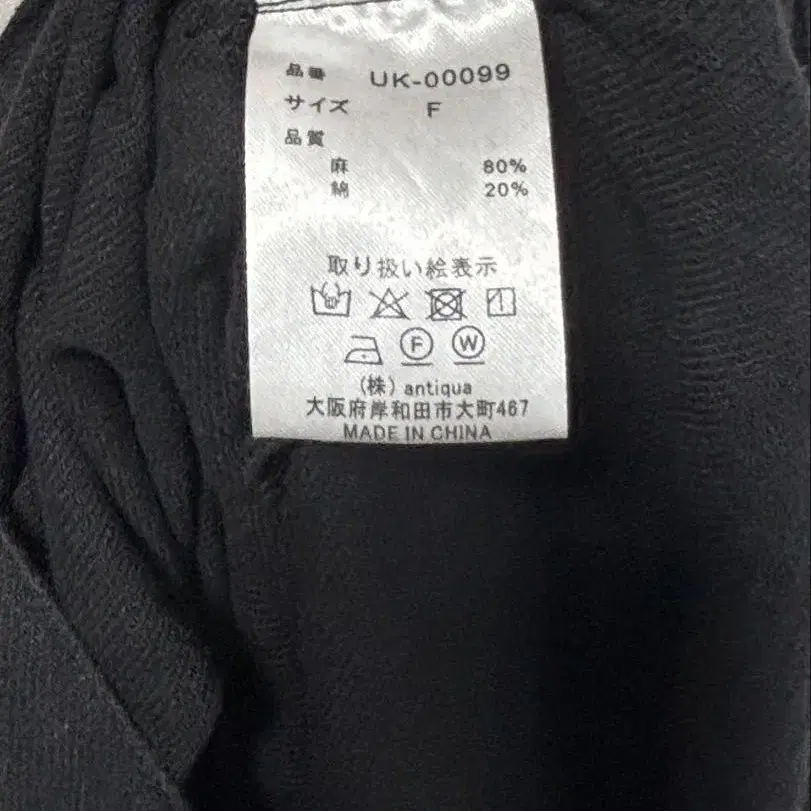 品番 UK-00099
サイズ F
品質
麻 80%
綿 20%
取り扱い絵表示
F W
(株) antiqua
大阪府岸和田市大町467
MADE IN CHINA